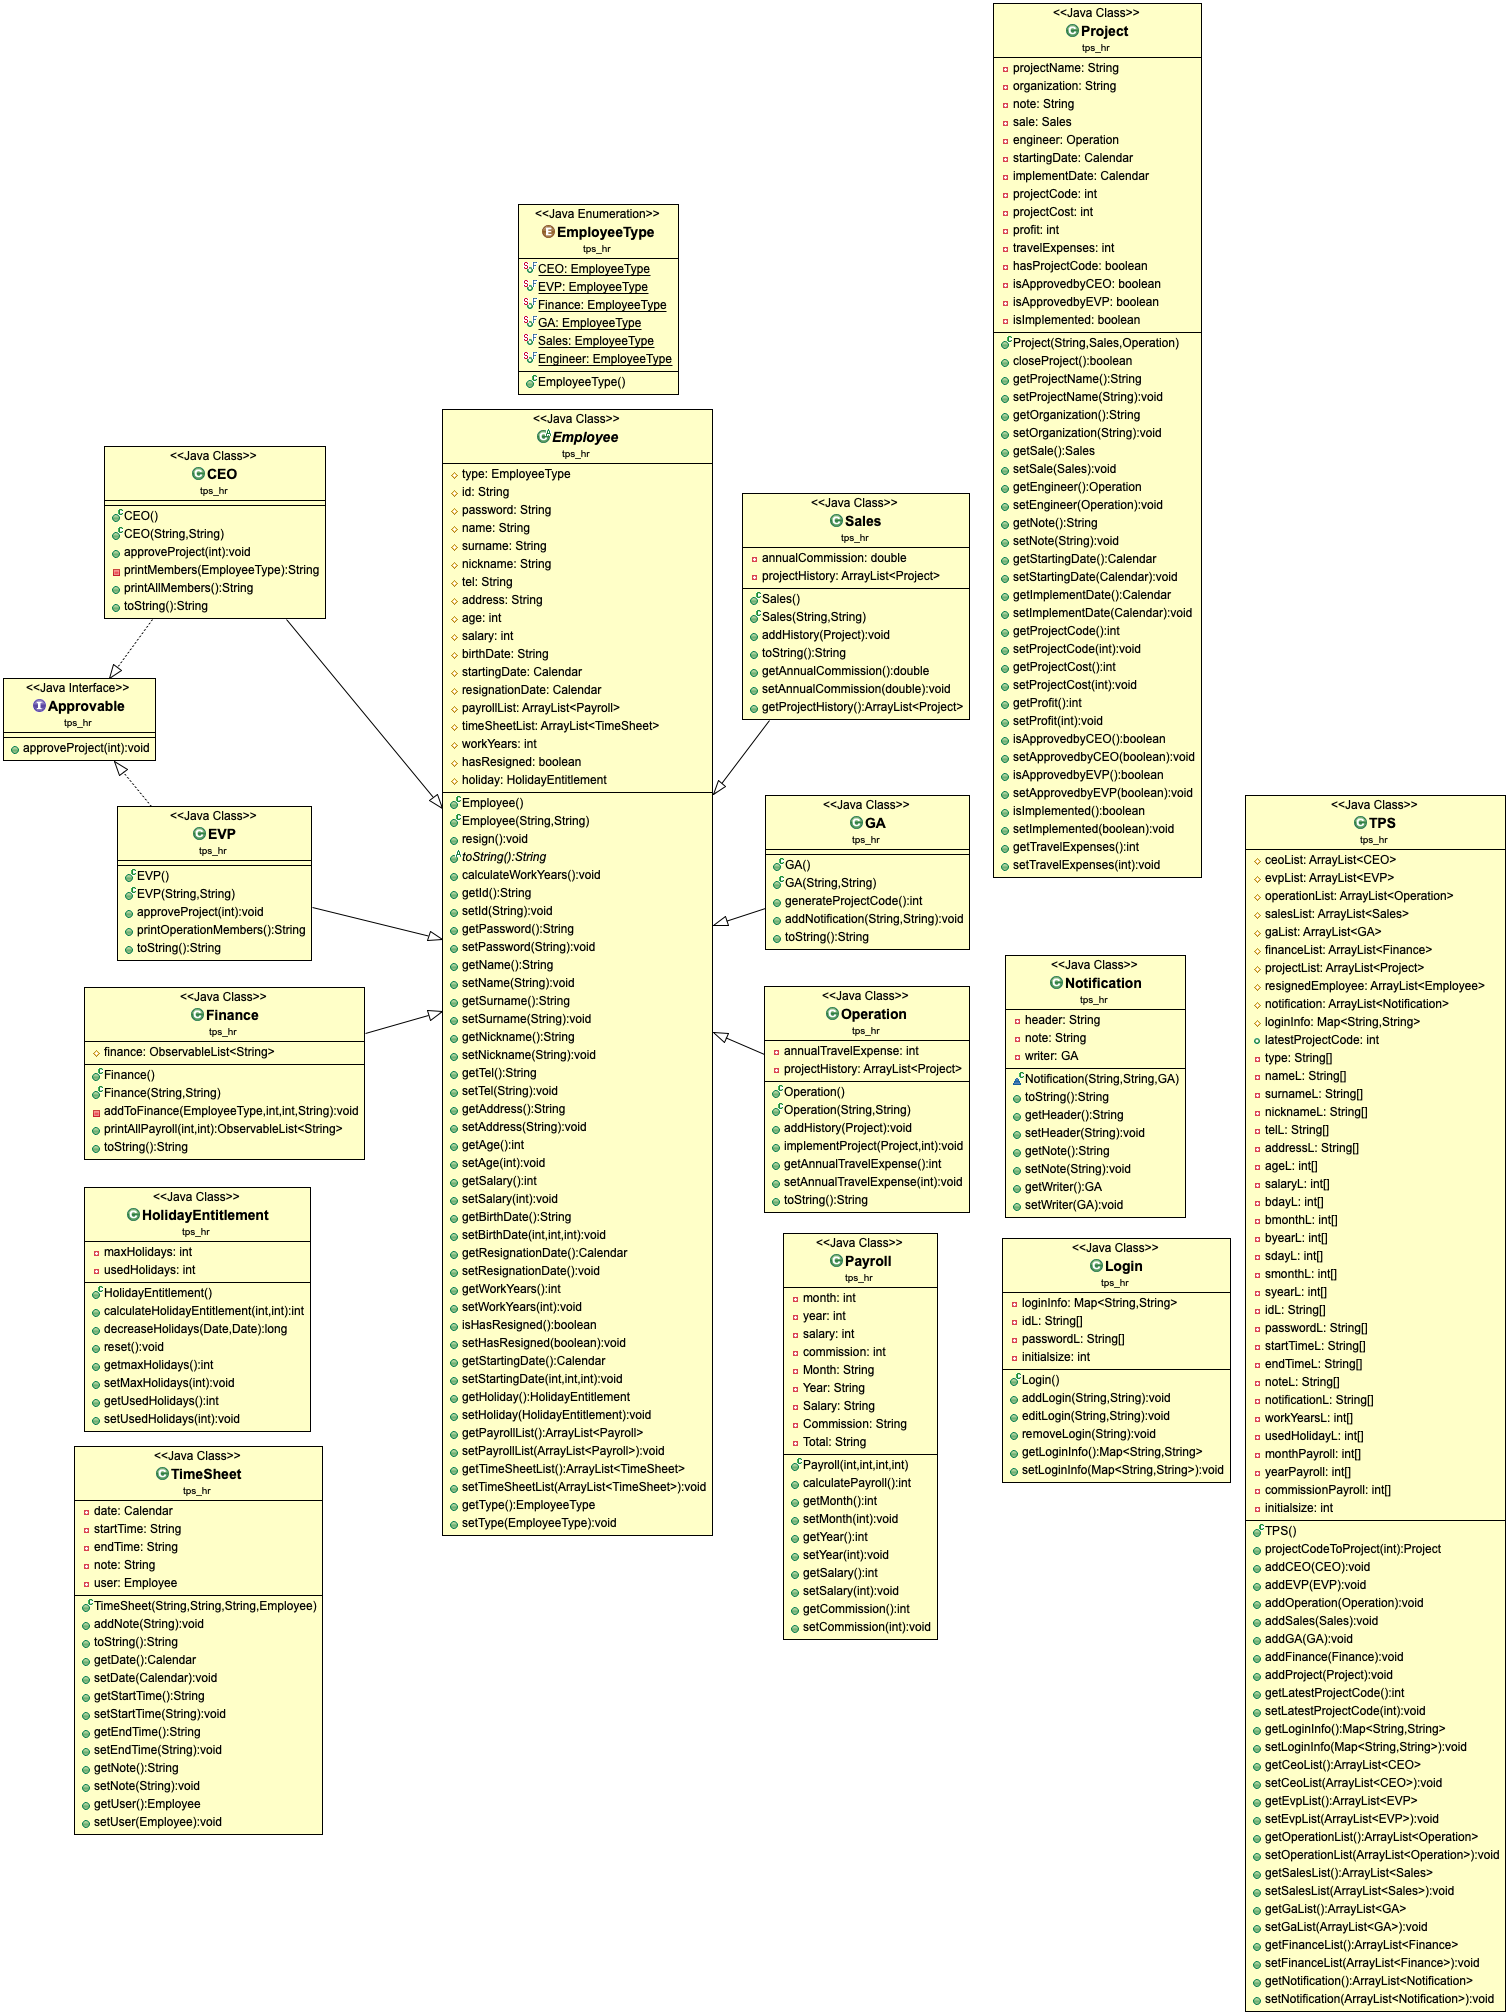 <<Java Class>>
Project
tps_hr
projectName: String
organization: String
note: String
sale: Sales
engineer: Operation
startingDate: Calendar
implementDate: Calendar
projectCode: int
projectCost: int
profit: int
travelExpenses: int
hasProjectCode: boolean
isApprovedbyCEO: boolean
isApprovedbyEVP: boolean
isImplemented: boolean
Project(String,Sales,Operation)
closeProject():boolean
getProjectName():String
setProjectName(String):void
getOrganization():String
setOrganization(String):void
getSale():Sales
setSale(Sales):void
getEngineer():Operation
setEngineer(Operation):void
getNote():String
setNote(String):void
getStartingDate():Calendar
setStartingDate(Calendar):void
getImplementDate():Calendar
setImplementDate(Calendar):void
getProjectCode():int
setProjectCode(int):void
getProjectCost():int
setProjectCost(int):void
getProfit():int
setProfit(int):void
isApprovedbyCEO():boolean
setApprovedbyCEO(boolean):void
isApprovedbyEVP():boolean
setApprovedbyEVP(boolean):void
isImplemented():boolean
setImplemented(boolean):void
getTravelExpenses():int
setTravelExpenses(int):void
<<Java Enumeration>>
EmployeeType
tps_hr
CEO: EmployeeType
EVP: EmployeeType
Finance: EmployeeType
GA: EmployeeType
Sales: EmployeeType
Engineer: EmployeeType
EmployeeType()
<<Java Class>>
CEO
tps_hr
CEO()
CEO(String,String)
approveProject(int):void
printMembers(EmployeeType):String
printAllMembers():String
toString():String
<<Java Interface>>
Approvable
tps_hr
approveProject(int):void
<<Java Class>>
EVP
tps_hr
EVP()
EVP(String,String)
approveProject(int):void
printOperationMembers():String
toString():String
<<Java Class>>
Finance
tps_hr
finance: ObservableList<String>
Finance()
Finance(String,String)
addToFinance(EmployeeType,int,int,String):void
printAllPayroll(int,int):ObservableList<String>
toString():String
<<Java Class>>
HolidayEntitlement
tps_hr
maxHolidays: int
usedHolidays: int
HolidayEntitlement()
calculateHolidayEntitlement(int,int):int
decreaseHolidays(Date,Date):long
reset():void
getmaxHolidays():int
setMaxHolidays(int):void
getUsedHolidays():int
setUsedHolidays(int):void
<<Java Class>>
TimeSheet
tps_hr
date: Calendar
startTime: String
endTime: String
note: String
user: Employee
TimeSheet(String,String,String,Employee)
addNote(String):void
toString():String
getDate():Calendar
setDate(Calendar):void
getStartTime():String
setStartTime(String):void
getEndTime():String
setEndTime(String):void
getNote():String
setNote(String):void
getUser():Employee
setUser(Employee):void
<<Java Class>>
Employee
tps_hr
type: EmployeeType
id: String
password: String
name: String
surname: String
nickname: String
tel: String
address: String
age: int
salary: int
birthDate: String
startingDate: Calendar
resignationDate: Calendar
payrollList: ArrayList<Payroll>
timeSheetList: ArrayList<TimeSheet>
workYears: int
hasResigned: boolean
holiday: HolidayEntitlement
Employee()
Employee(String,String)
resign():void
toString():String
calculateWorkYears():void
getId():String
setId(String):void
getPassword():String
setPassword(String):void
getName():String
setName(String):void
getSurname():String
setSurname(String):void
getNickname():String
setNickname(String):void
getTel():String
setTel(String):void
getAddress():String
setAddress(String):void
getAge():int
setAge(int):void
getSalary():int
setSalary(int):void
getBirthDate():String
setBirthDate(int,int,int):void
getResignationDate():Calendar
setResignationDate():void
getWorkYears():int
setWorkYears(int):void
isHasResigned():boolean
setHasResigned(boolean):void
getStartingDate():Calendar
setStartingDate(int,int,int):void
getHoliday():HolidayEntitlement
setHoliday(HolidayEntitlement):void
getPayrollList():ArrayList<Payroll>
setPayrollList(ArrayList<Payroll>):void
getTimeSheetList():ArrayList<TimeSheet>
setTimeSheetList(ArrayList<TimeSheet>):void
getType():EmployeeType
setType(EmployeeType):void
<<Java Class>>
Sales
tps_hr
annualCommission: double
projectHistory: ArrayList<Project>
Sales()
Sales(String,String)
addHistory(Project):void
toString():String
getAnnualCommission():double
setAnnualCommission(double):void
getProjectHistory():ArrayList<Project>
<<Java Class>>
GA
tps_hr
GA()
GA(String,String)
generateProjectCode():int
addNotification(String,String):void
toString():String
<<Java Class>>
Operation
tps_hr
annualTravelExpense: int
projectHistory: ArrayList<Project>
Operation()
Operation(String,String)
addHistory(Project):void
implementProject(Project,int):void
getAnnualTravelExpense():int
setAnnualTravelExpense(int):void
toString():String
<<Java Class>>
Payroll
tps_hr
month: int
year: int
salary: int
commission: int
Month: String
Year: String
Salary: String
Commission: String
Total: String
Payroll(int,int,int,int)
calculatePayroll():int
getMonth():int
setMonth(int):void
getYear():int
setYear(int):void
getSalary():int
setSalary(int):void
getCommission():int
setCommission(int):void
<<Java Class>>
Notification
tps_hr
header: String
note: String
writer: GA
Notification(String,String,GA)
toString():String
getHeader():String
setHeader(String):void
getNote():String
setNote(String):void
getWriter():GA
setWriter(GA):void
<<Java Class>>
Login
tps_hr
loginInfo: Map<String,String>
idL: String[]
passwordL: String[]
initialsize: int
Login()
addLogin(String,String):void
editLogin(String,String):void
removeLogin(String):void
getLoginInfo():Map<String,String>
setLoginInfo(Map<String,String>):void
<<Java Class>>
TPS
tps_hr
ceoList: ArrayList<CEO>
evpList: ArrayList<EVP>
operationList: ArrayList<Operation>
salesList: ArrayList<Sales>
gaList: ArrayList<GA>
financeList: ArrayList<Finance>
projectList: ArrayList<Project>
resignedEmployee: ArrayList<Employee>
notification: ArrayList<Notification>
loginInfo: Map<String,String>
latestProjectCode: int
type: String[]
nameL: String[]
surnameL: String[]
nicknameL: String[]
telL: String[]
addressL: String[]
ageL: int[]
salaryL: int[]
bdayL: int[]
bmonthL: int[]
byearL: int[]
sdayL: int[]
smonthL: int[]
syearL: int[]
idL: String[]
passwordL: String[]
startTimeL: String[]
endTimeL: String[]
noteL: String[]
notificationL: String[]
workYearsL: int[]
usedHolidayL: int[]
monthPayroll: int[]
yearPayroll: int[]
commissionPayroll: int[]
initialsize: int
TPS()
projectCodeToProject(int):Project
addCEO(CEO):void
addEVP(EVP):void
addOperation(Operation):void
addSales(Sales):void
addGA(GA):void
addFinance(Finance):void
addProject(Project):void
getLatestProjectCode():int
setLatestProjectCode(int):void
getLoginInfo():Map<String,String>
setLoginInfo(Map<String,String>):void
getCeoList():ArrayList<CEO>
setCeoList(ArrayList<CEO>):void
getEvpList():ArrayList<EVP>
setEvpList(ArrayList<EVP>):void
getOperationList():ArrayList<Operation>
setOperationList(ArrayList<Operation>):void
getSalesList():ArrayList<Sales>
setSalesList(ArrayList<Sales>):void
getGaList():ArrayList<GA>
setGaList(ArrayList<GA>):void
getFinanceList():ArrayList<Finance>
setFinanceList(ArrayList<Finance>):void
getNotification():ArrayList<Notification>
setNotification(ArrayList<Notification>):void